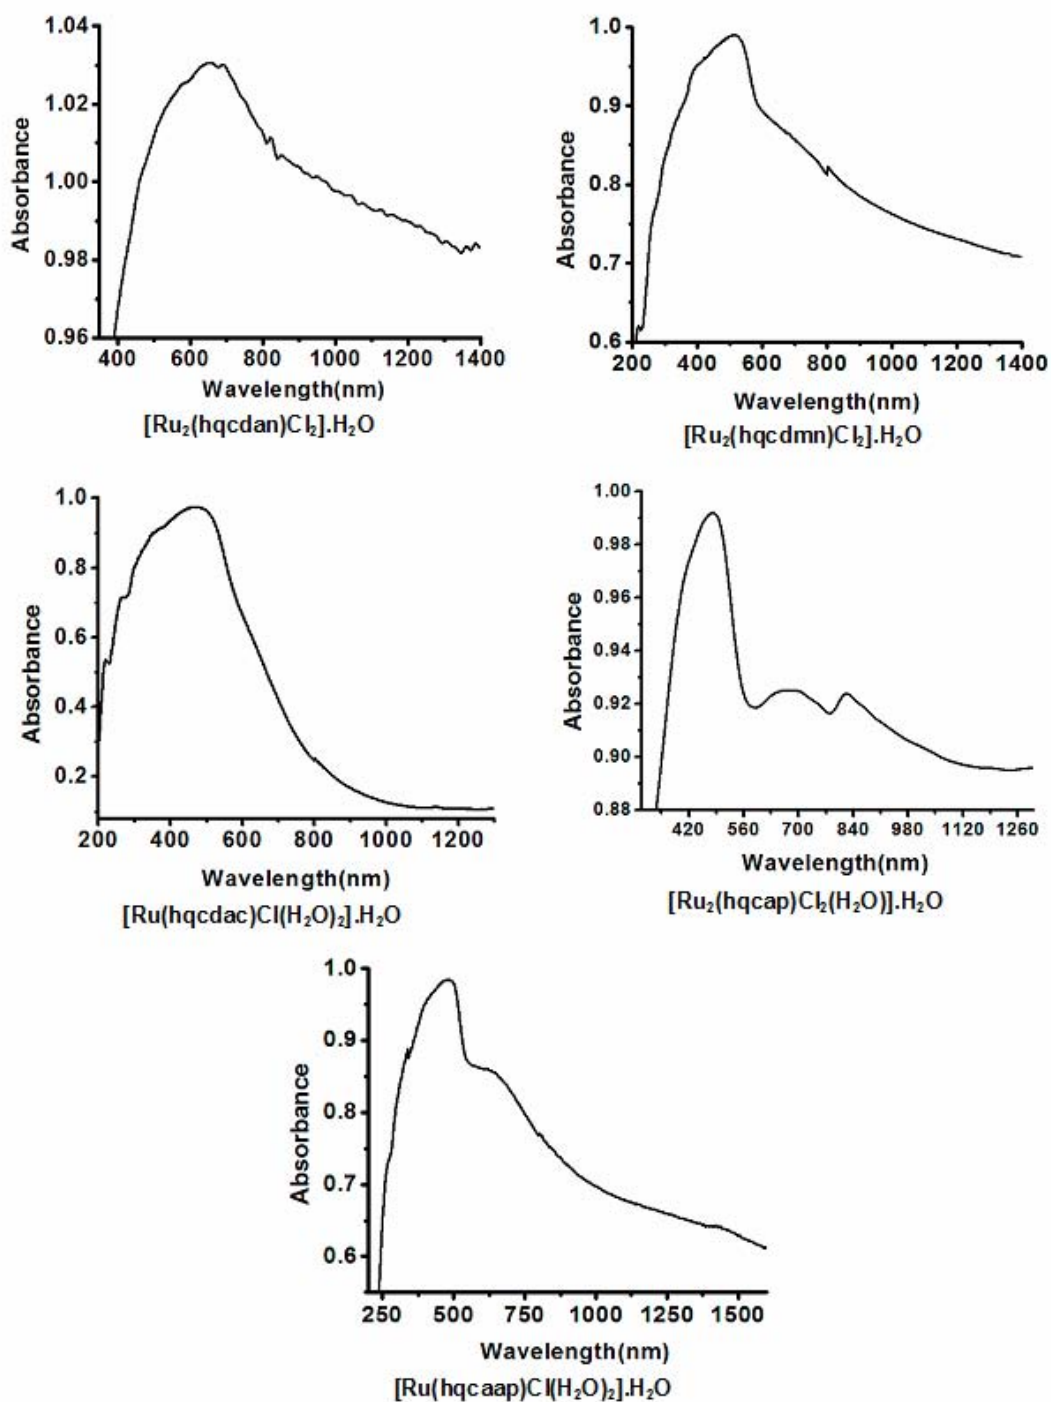 1.04
1.02
1.00
0.98
0.96
Absorbance
400 600 800 1000 1200 1400
Wavelength(nm)
[Ru₂(hqcdan)Cl₂].H₂O
1.0
0.9
0.8
0.7
0.6
Absorbance
200 400 600 800 1000 1200 1400
Wavelength(nm)
[Ru₂(hqcdmn)Cl₂].H₂O
1.0
0.8
0.6
0.4
0.2
Absorbance
200 400 600 800 1000 1200
Wavelength(nm)
[Ru(hqcdac)Cl(H₂O)₂].H₂O
1.00
0.98
0.96
0.94
0.92
0.90
0.88
Absorbance
420 560 700 840 980 1120 1260
Wavelength(nm)
[Ru₂(hqcap)Cl₂(H₂O)].H₂O
1.0
0.9
0.8
0.7
0.6
Absorbance
250 500 750 1000 1250 1500
Wavelength(nm)
[Ru(hqcaap)Cl(H₂O)₂].H₂O